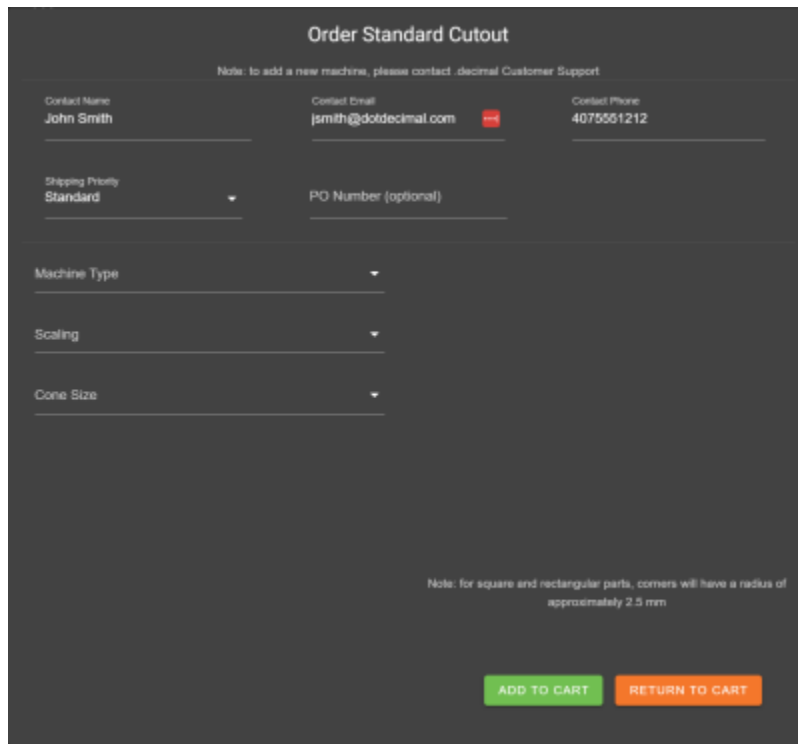 Order Standard Cutout
Note: to add a new machine, please contact .decimal Customer Support
Contact Name
John Smith
Contact Email
jsmith@dotdecimal.com
Contact Phone
4075551212
Shipping Priority
Standard
PO Number (optional)
Machine Type
Scaling
Cone Size
Note: for square and rectangular parts, corners will have a radius of
approximately 2.5 mm
ADD TO CART
RETURN TO CART